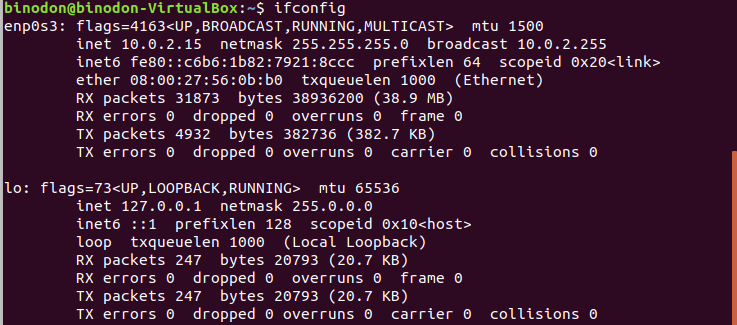 binodon@binodon-VirtualBox:~$ ifconfig
enp0s3: flags=4163<UP,BROADCAST,RUNNING,MULTICAST>  mtu 1500
        inet 10.0.2.15  netmask 255.255.255.0  broadcast 10.0.2.255
        inet6 fe80::c6b6:1b82:7921:8ccc  prefixlen 64  scopeid 0x20<link>
        ether 08:00:27:56:0b:b0  txqueuelen 1000  (Ethernet)
        RX packets 31873  bytes 38936200 (38.9 MB)
        RX errors 0  dropped 0  overruns 0  frame 0
        TX packets 4932  bytes 382736 (382.7 KB)
        TX errors 0  dropped 0 overruns 0  carrier 0  collisions 0

lo: flags=73<UP,LOOPBACK,RUNNING>  mtu 65536
        inet 127.0.0.1  netmask 255.0.0.0
        inet6 ::1  prefixlen 128  scopeid 0x10<host>
        loop  txqueuelen 1000  (Local Loopback)
        RX packets 247  bytes 20793 (20.7 KB)
        RX errors 0  dropped 0  overruns 0  frame 0
        TX packets 247  bytes 20793 (20.7 KB)
        TX errors 0  dropped 0 overruns 0  carrier 0  collisions 0